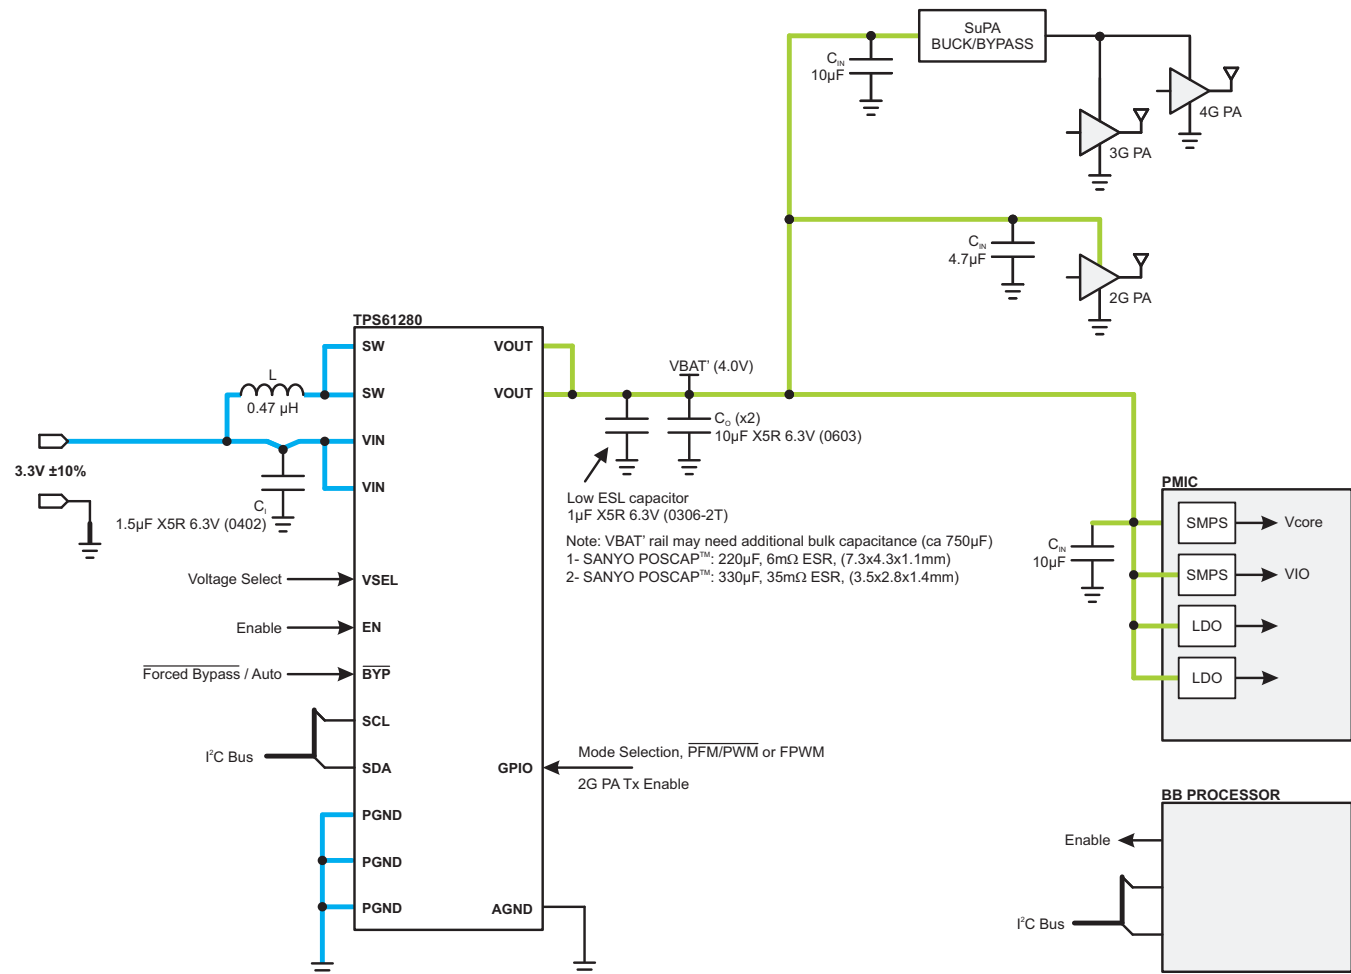 SuPA
BUCK/BYPASS
C_IN
10µF
4G PA
3G PA
C_IN
4.7µF
2G PA
TPS61280
SW
VOUT
VBAT' (4.0V)
L
SW
VOUT
0.47 µH
C_O (x2)
10µF X5R 6.3V (0603)
VIN
3.3V ±10%
VIN
C_I
1.5µF X5R 6.3V (0402)
Low ESL capacitor
1µF X5R 6.3V (0306-2T)
Note: VBAT' rail may need additional bulk capacitance (ca 750µF)
1- SANYO POSCAP™: 220µF, 6mΩ ESR, (7.3x4.3x1.1mm)
2- SANYO POSCAP™: 330µF, 35mΩ ESR, (3.5x2.8x1.4mm)
PMIC
SMPS
Vcore
C_IN
10µF
SMPS
VIO
LDO
LDO
Voltage Select
VSEL
Enable
EN
Forced Bypass / Auto
BYP
SCL
I²C Bus
SDA
GPIO
Mode Selection, PFM/PWM or FPWM
2G PA Tx Enable
PGND
PGND
PGND
AGND
BB PROCESSOR
Enable
I²C Bus